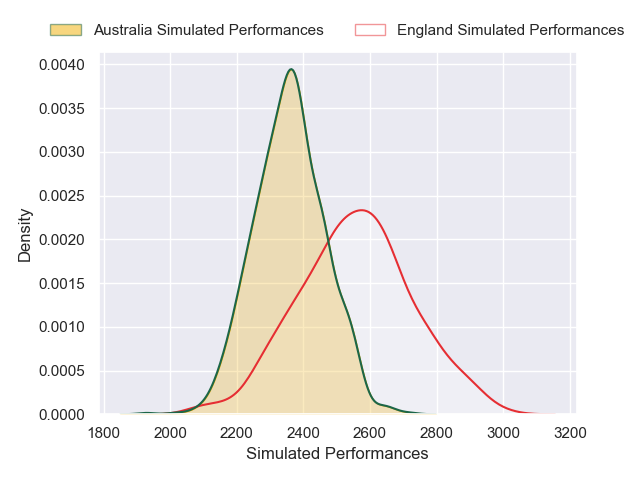 Australia Simulated Performances England Simulated Performances
0.0040
0.0035
0.0030
0.0025
0.0020
0.0015
0.0010
0.0005
0.0000
Density
1800 2000 2200 2400 2600 2800 3000 3200
Simulated Performances